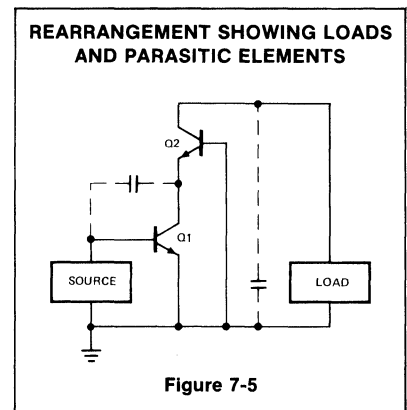 REARRANGEMENT SHOWING LOADS
AND PARASITIC ELEMENTS
Q2
Q1
SOURCE
LOAD
Figure 7-5